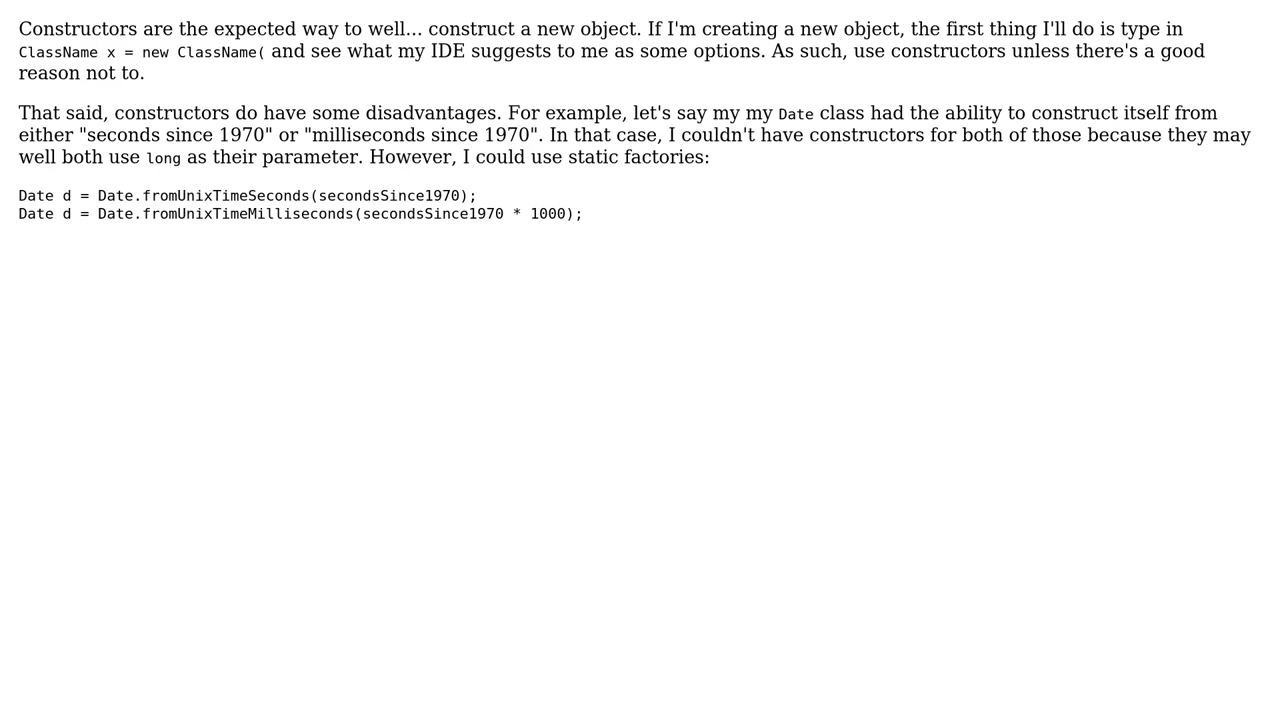 Constructors are the expected way to well... construct a new object. If I'm creating a new object, the first thing I'll do is type in
ClassName x = new ClassName( and see what my IDE suggests to me as some options. As such, use constructors unless there's a good
reason not to.
That said, constructors do have some disadvantages. For example, let's say my my Date class had the ability to construct itself from
either "seconds since 1970" or "milliseconds since 1970". In that case, I couldn't have constructors for both of those because they may
well both use long as their parameter. However, I could use static factories:
Date d = Date.fromUnixTimeSeconds(secondsSince1970);
Date d = Date.fromUnixTimeMilliseconds(secondsSince1970 * 1000);